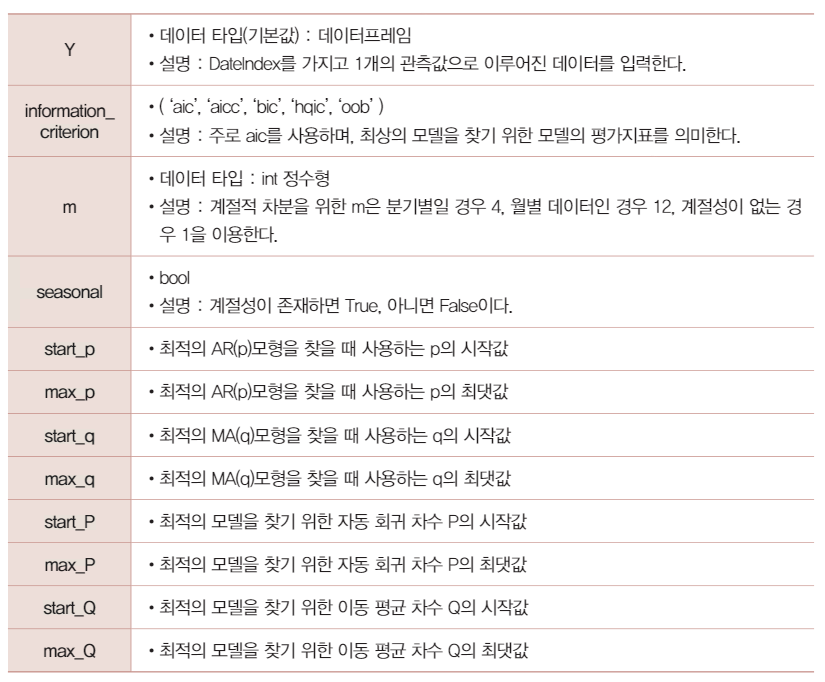 Y
• 데이터 타입(기본값) : 데이터프레임
• 설명 : DateIndex를 가지고 1개의 관측값으로 이루어진 데이터를 입력한다.
information_
criterion
• ( ‘aic’, ‘aicc’, ‘bic’, ‘hqic’, ‘oob’ )
• 설명 : 주로 aic를 사용하며, 최상의 모델을 찾기 위한 모델의 평가지표를 의미한다.
m
• 데이터 타입 : int 정수형
• 설명 : 계절적 차분을 위한 m은 분기별일 경우 4, 월별 데이터인 경우 12, 계절성이 없는 경
우 1을 이용한다.
seasonal
• bool
• 설명 : 계절성이 존재하면 True, 아니면 False이다.
start_p
• 최적의 AR(p)모형을 찾을 때 사용하는 p의 시작값
max_p
• 최적의 AR(p)모형을 찾을 때 사용하는 p의 최댓값
start_q
• 최적의 MA(q)모형을 찾을 때 사용하는 q의 시작값
max_q
• 최적의 MA(q)모형을 찾을 때 사용하는 q의 최댓값
start_P
• 최적의 모델을 찾기 위한 자동 회귀 차수 P의 시작값
max_P
• 최적의 모델을 찾기 위한 자동 회귀 차수 P의 최댓값
start_Q
• 최적의 모델을 찾기 위한 이동 평균 차수 Q의 시작값
max_Q
• 최적의 모델을 찾기 위한 이동 평균 차수 Q의 최댓값